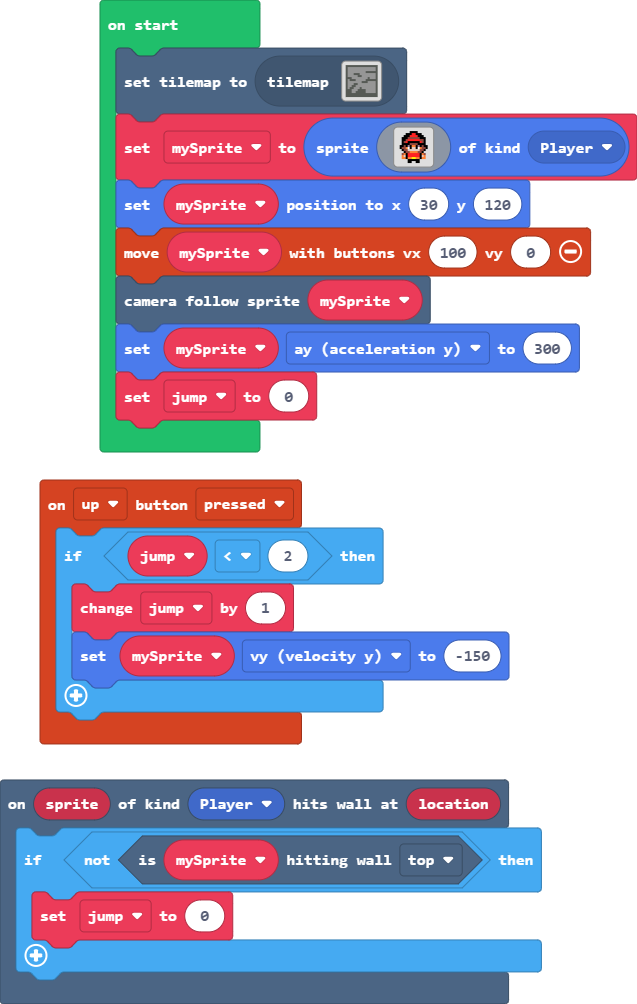 on start
set tilemap to tilemap
set mySprite to sprite of kind Player
set mySprite position to x 30 y 120
move mySprite with buttons vx 100 vy 0
camera follow sprite mySprite
set mySprite ay (acceleration y) to 300
set jump to 0
on up button pressed
if jump < 2 then
change jump by 1
set mySprite vy (velocity y) to -150
on sprite of kind Player hits wall at location
if not is mySprite hitting wall top then
set jump to 0